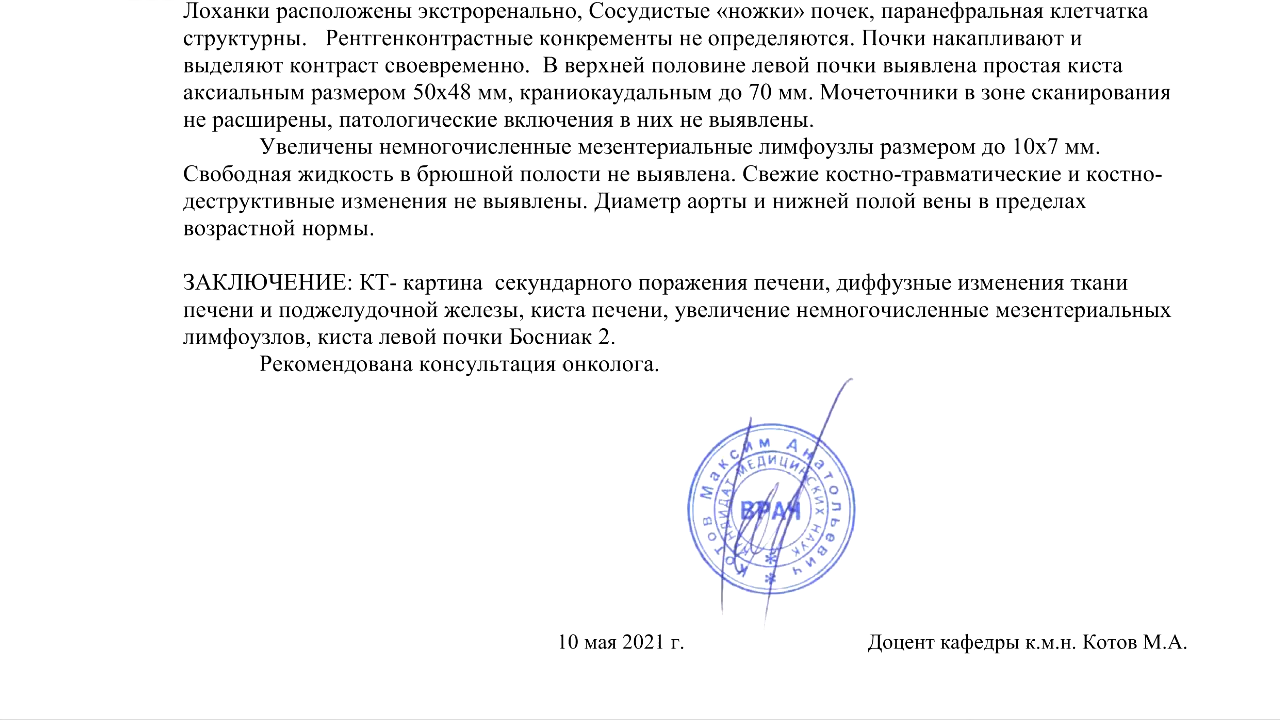 Лоханки расположены экстроренально, Сосудистые «ножки» почек, паранефральная клетчатка
структурны. Рентгенконтрастные конкременты не определяются. Почки накапливают и
выделяют контраст своевременно. В верхней половине левой почки выявлена простая киста
аксиальным размером 50х48 мм, краниокаудальным до 70 мм. Мочеточники в зоне сканирования
не расширены, патологические включения в них не выявлены.
Увеличены немногочисленные мезентериальные лимфоузлы размером до 10х7 мм.
Свободная жидкость в брюшной полости не выявлена. Свежие костно-травматические и костно-
деструктивные изменения не выявлены. Диаметр аорты и нижней полой вены в пределах
возрастной нормы.
ЗАКЛЮЧЕНИЕ: КТ- картина секундарного поражения печени, диффузные изменения ткани
печени и поджелудочной железы, киста печени, увеличение немногочисленные мезентериальных
лимфоузлов, киста левой почки Босниак 2.
Рекомендована консультация онколога.
Котов Максим Анатольевич
КАНДИДАТ МЕДИЦИНСКИХ НАУК
ВРАЧ
10 мая 2021 г. Доцент кафедры к.м.н. Котов М.А.